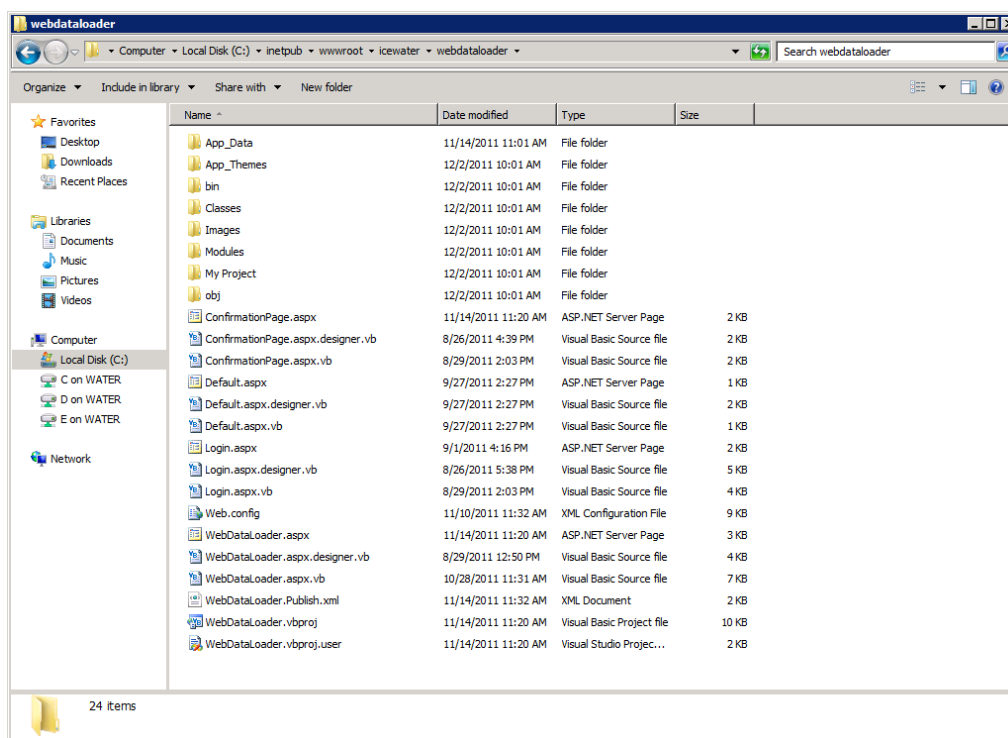 webdataloader
Computer Local Disk (C:) inetpub wwwroot icewater webdataloader Search webdataloader
Organize Include in library Share with New folder
Favorites
Desktop
Downloads
Recent Places
Libraries
Documents
Music
Pictures
Videos
Computer
Local Disk (C:)
C on WATER
D on WATER
E on WATER
Network
Name Date modified Type Size
App_Data 11/14/2011 11:01 AM File folder
App_Themes 12/2/2011 10:01 AM File folder
bin 12/2/2011 10:01 AM File folder
Classes 12/2/2011 10:01 AM File folder
Images 12/2/2011 10:01 AM File folder
Modules 12/2/2011 10:01 AM File folder
My Project 12/2/2011 10:01 AM File folder
obj 12/2/2011 10:01 AM File folder
ConfirmationPage.aspx 11/14/2011 11:20 AM ASP.NET Server Page 2 KB
ConfirmationPage.aspx.designer.vb 8/26/2011 4:39 PM Visual Basic Source file 2 KB
ConfirmationPage.aspx.vb 8/29/2011 2:03 PM Visual Basic Source file 2 KB
Default.aspx 9/27/2011 2:27 PM ASP.NET Server Page 1 KB
Default.aspx.designer.vb 9/27/2011 2:27 PM Visual Basic Source file 2 KB
Default.aspx.vb 9/27/2011 2:27 PM Visual Basic Source file 1 KB
Login.aspx 9/1/2011 4:16 PM ASP.NET Server Page 2 KB
Login.aspx.designer.vb 8/26/2011 5:38 PM Visual Basic Source file 5 KB
Login.aspx.vb 8/29/2011 2:03 PM Visual Basic Source file 4 KB
Web.config 11/10/2011 11:32 AM XML Configuration File 9 KB
WebDataLoader.aspx 11/14/2011 11:20 AM ASP.NET Server Page 3 KB
WebDataLoader.aspx.designer.vb 8/29/2011 12:50 PM Visual Basic Source file 4 KB
WebDataLoader.aspx.vb 10/28/2011 11:31 AM Visual Basic Source file 7 KB
WebDataLoader.Publish.xml 11/14/2011 11:32 AM XML Document 2 KB
WebDataLoader.vbproj 11/14/2011 11:20 AM Visual Basic Project file 10 KB
WebDataLoader.vbproj.user 11/14/2011 11:20 AM Visual Studio Projec... 2 KB
24 items